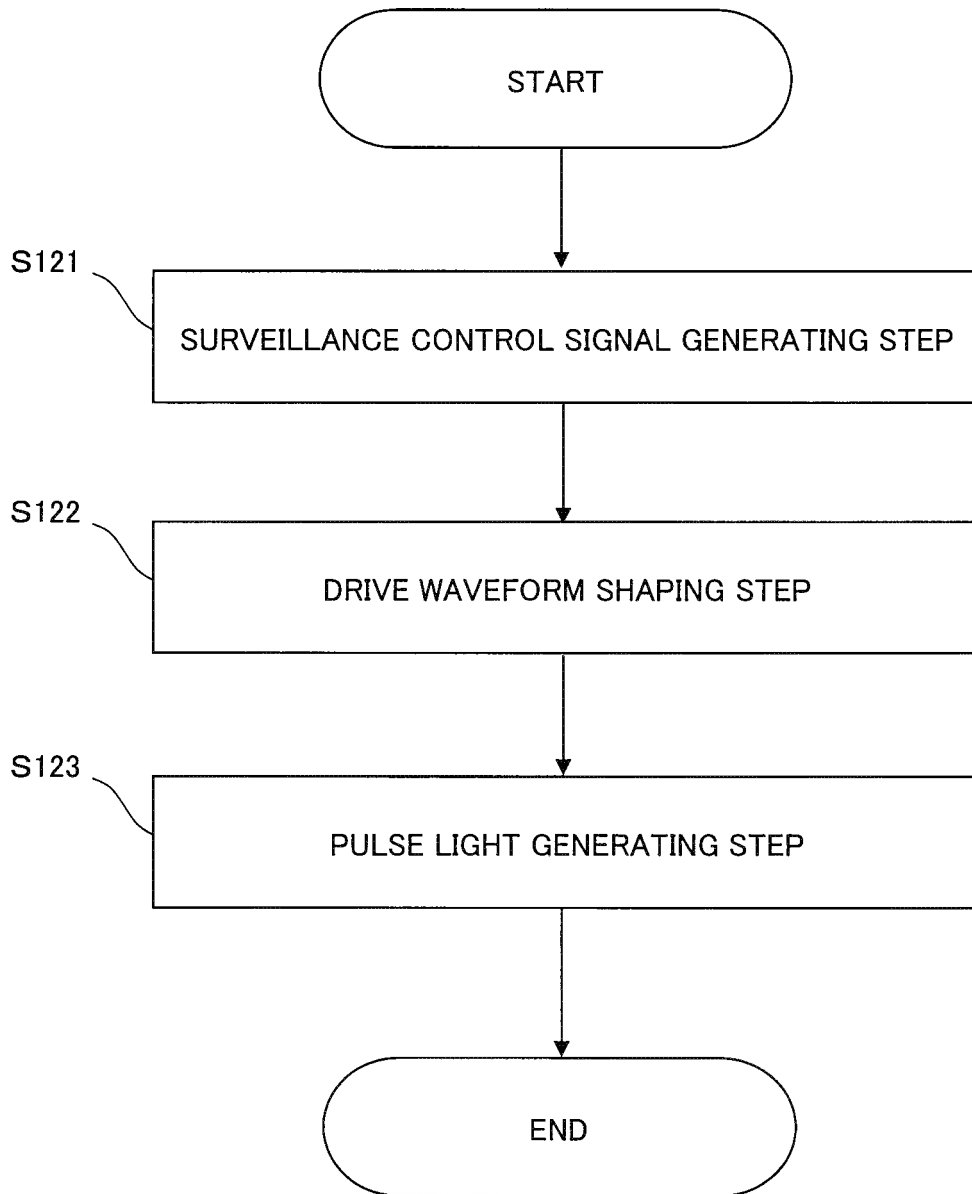 START
S121
SURVEILLANCE CONTROL SIGNAL GENERATING STEP
S122
DRIVE WAVEFORM SHAPING STEP
S123
PULSE LIGHT GENERATING STEP
END